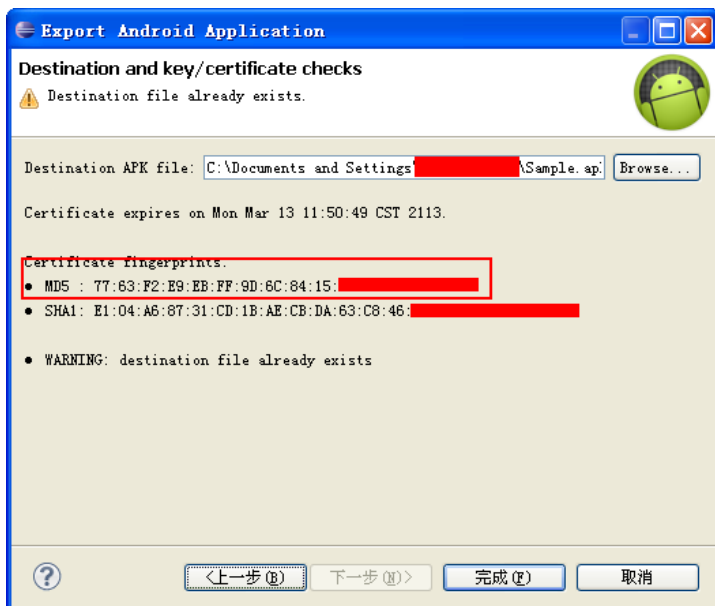 Export Android Application
Destination and key/certificate checks
Destination file already exists.
Destination APK file: C:\Documents and Settings\ \Sample.ap Browse...
Certificate expires on Mon Mar 13 11:50:49 CST 2113.
Certificate fingerprints:
● MD5 : 77:63:F2:E9:EB:FF:9D:6C:84:15:
● SHA1: E1:04:A6:87:31:CD:1B:AE:CB:DA:63:C8:46:
● WARNING: destination file already exists
? <上一步(B) 下一步(N)> 完成(F) 取消